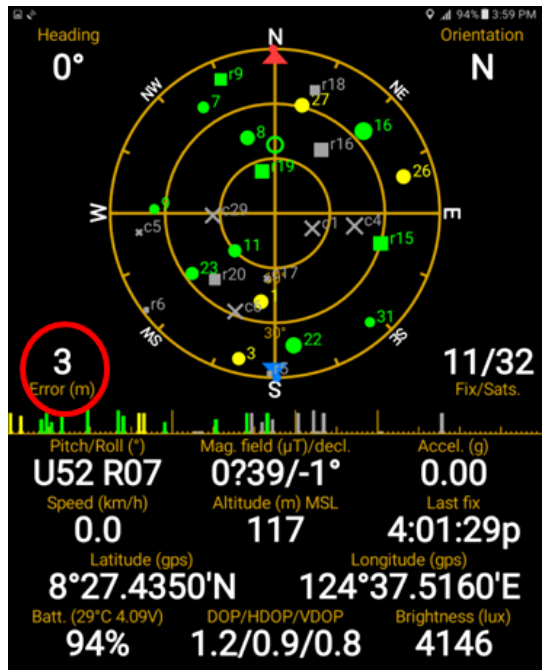 94% 3:59 PM
Heading
Orientation
0°
N
N
NW
NE
W
E
SW
SE
S
r9
r18
7
27
16
8
r16
r19
26
9
c29
c1
c4
c5
11
r15
23
r20
1
r6
31
22
3
30°
3
Error (m)
11/32
Fix/Sats.
Pitch/Roll (°) Mag. field (μT)/decl. Accel. (g)
U52 R07 0?39/-1° 0.00
Speed (km/h) Altitude (m) MSL Last fix
0.0 117 4:01:29p
Latitude (gps) Longitude (gps)
8°27.4350'N 124°37.5160'E
Batt. (29°C 4.09V) DOP/HDOP/VDOP Brightness (lux)
94% 1.2/0.9/0.8 4146